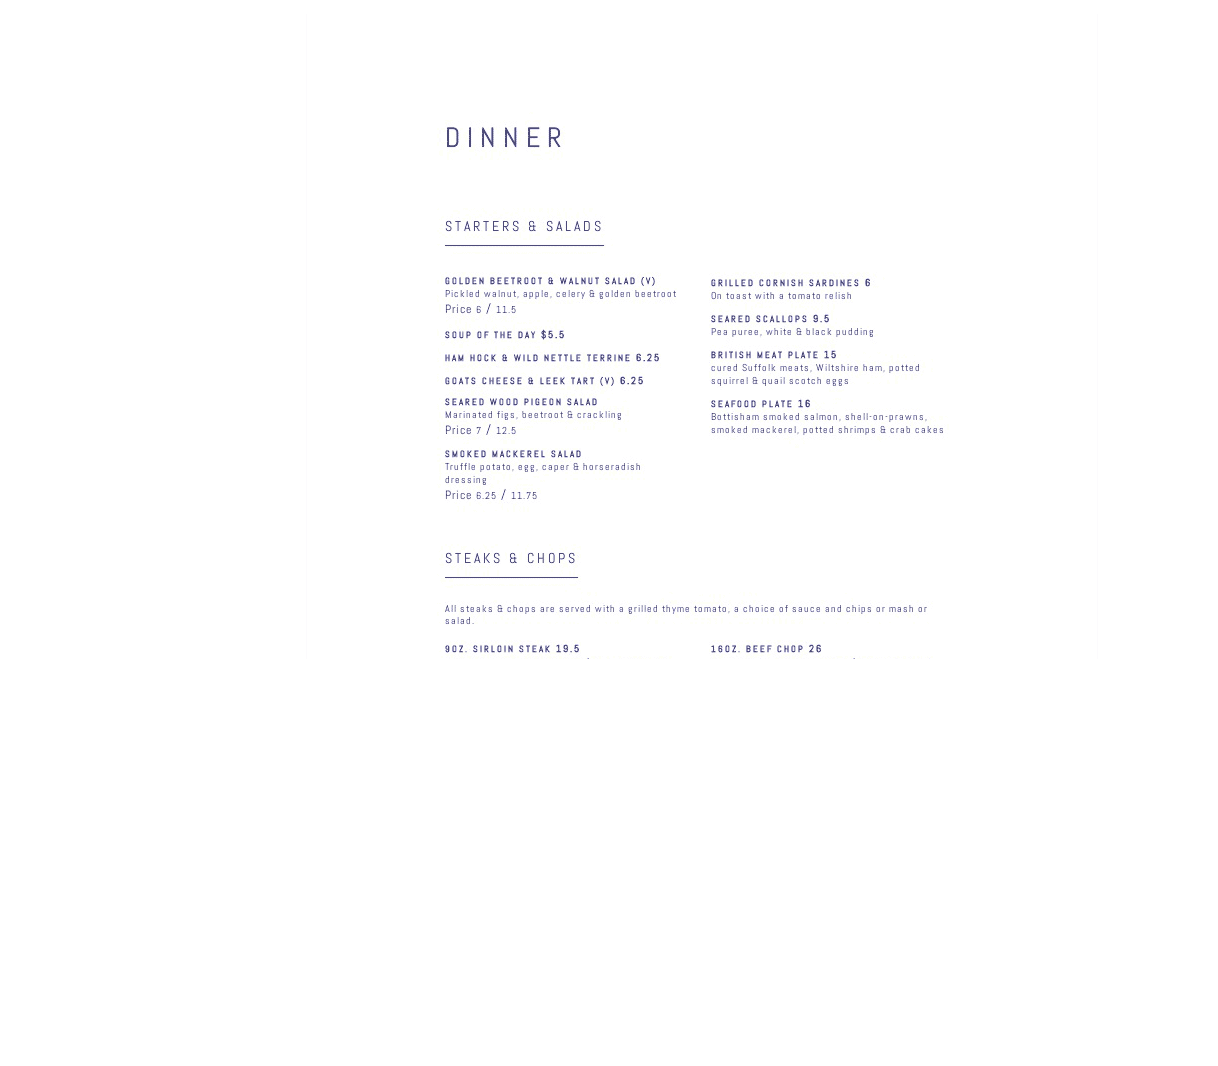 DINNER
STARTERS & SALADS
GOLDEN BEETROOT & WALNUT SALAD (V)
Pickled walnut, apple, celery & golden beetroot
Price 6 / 11.5
SOUP OF THE DAY $5.5
HAM HOCK & WILD NETTLE TERRINE 6.25
GOATS CHEESE & LEEK TART (V) 6.25
SEARED WOOD PIGEON SALAD
Marinated figs, beetroot & crackling
Price 7 / 12.5
SMOKED MACKEREL SALAD
Truffle potato, egg, caper & horseradish
dressing
Price 6.25 / 11.75
GRILLED CORNISH SARDINES 6
On toast with a tomato relish
SEARED SCALLOPS 9.5
Pea puree, white & black pudding
BRITISH MEAT PLATE 15
cured Suffolk meats, Wiltshire ham, potted
squirrel & quail scotch eggs
SEAFOOD PLATE 16
Bottisham smoked salmon, shell-on-prawns,
smoked mackerel, potted shrimps & crab cakes
STEAKS & CHOPS
All steaks & chops are served with a grilled thyme tomato, a choice of sauce and chips or mash or
salad.
9OZ. SIRLOIN STEAK 19.5
16OZ. BEEF CHOP 26